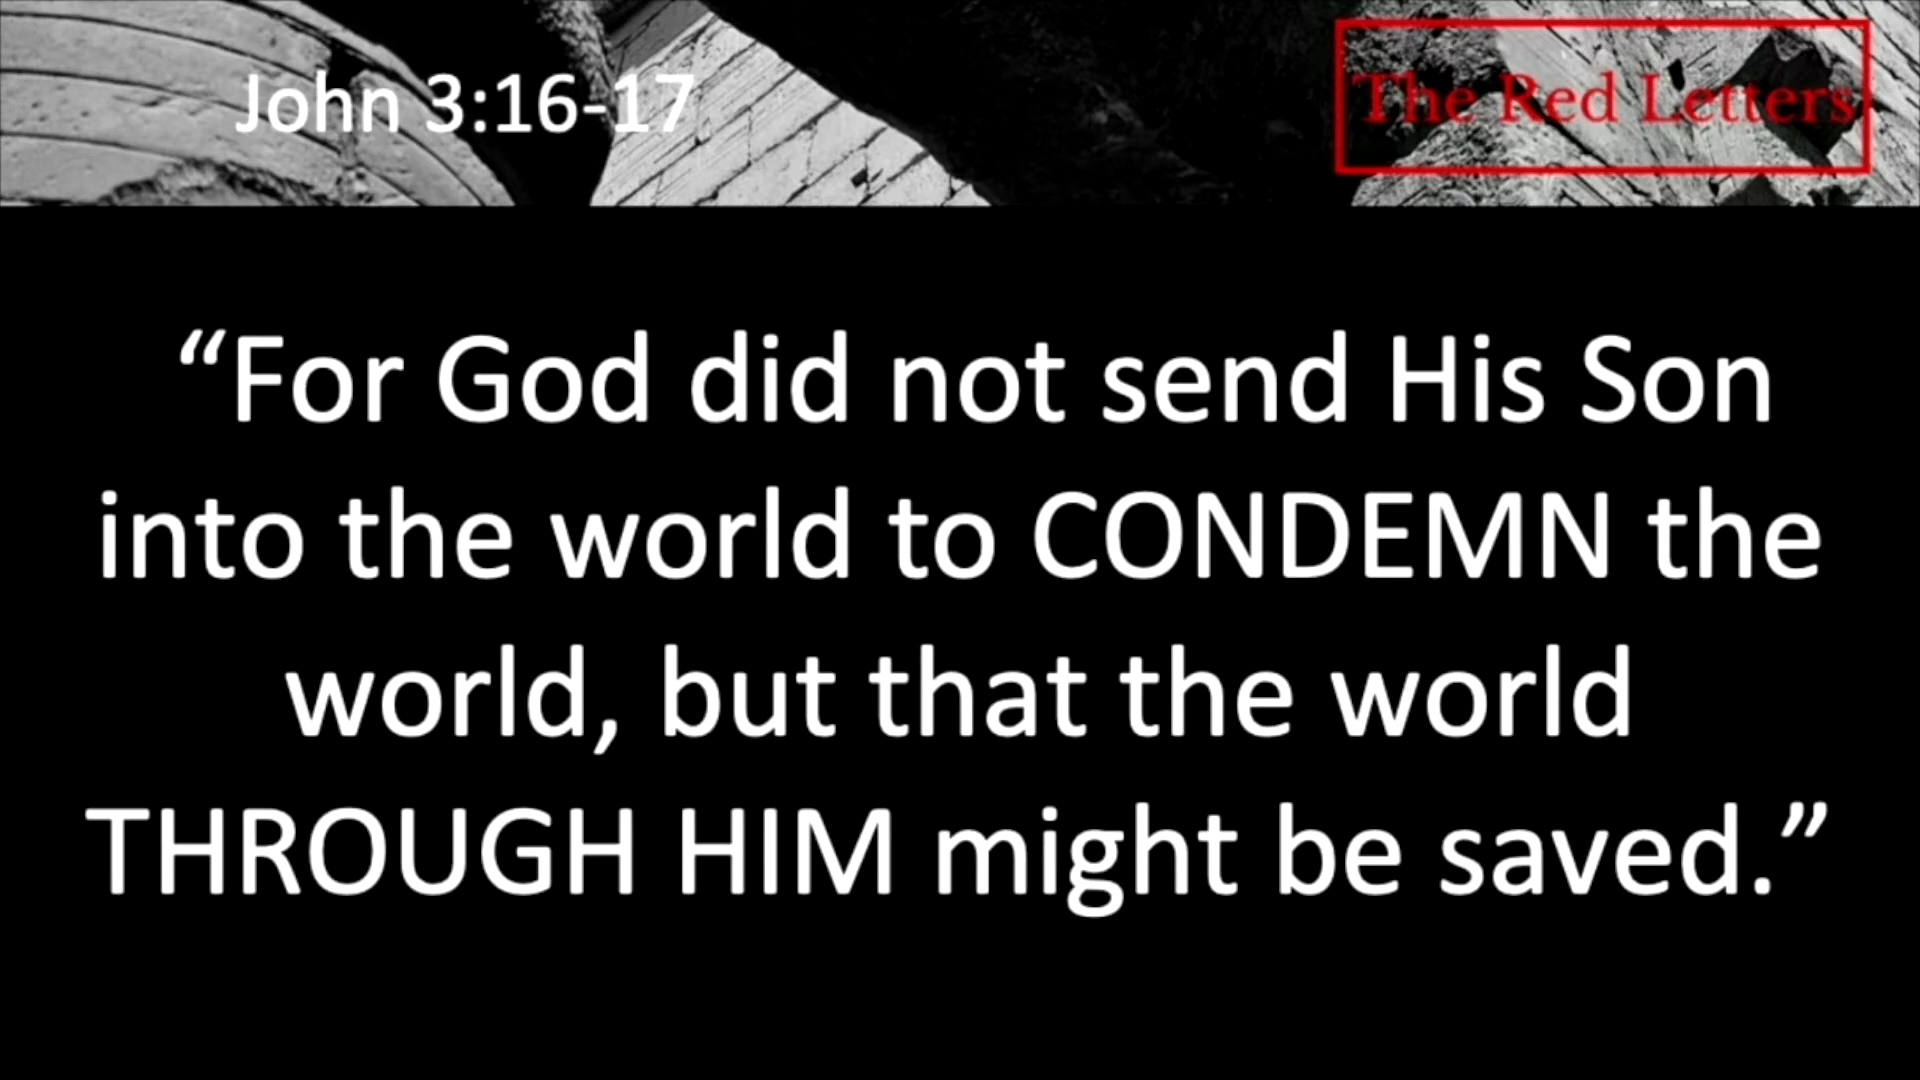 John 3:16-17
The Red Letters
“For God did not send His Son
into the world to CONDEMN the
world, but that the world
THROUGH HIM might be saved.”